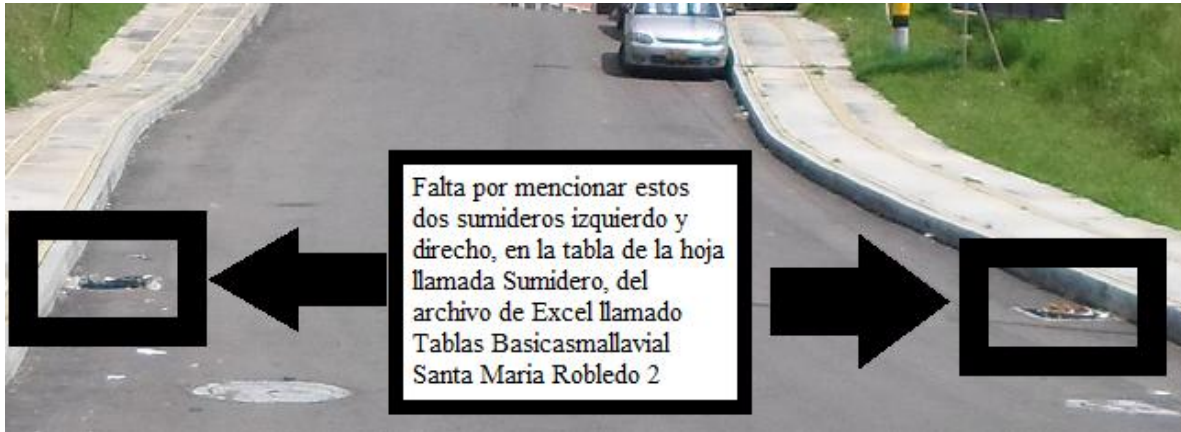 Falta por mencionar estos
dos sumideros izquierdo y
direcho, en la tabla de la hoja
llamada Sumidero, del
archivo de Excel llamado
Tablas Basicasmallavial
Santa Maria Robledo 2